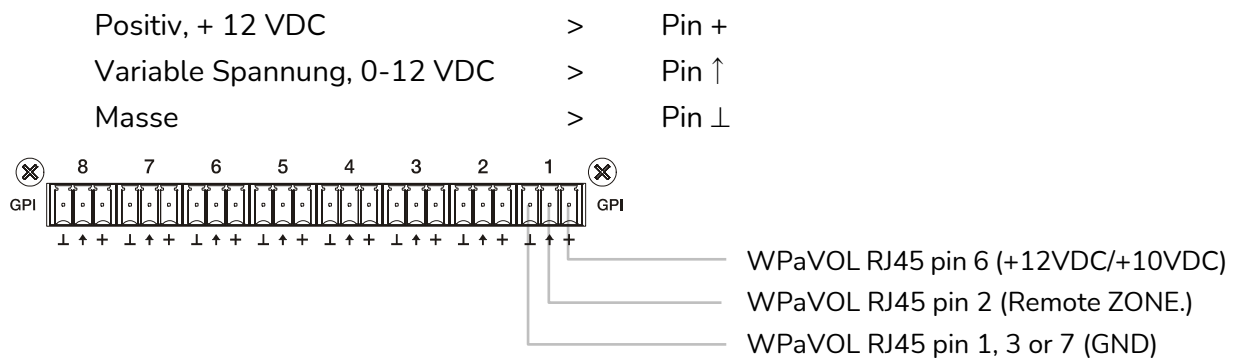 Positiv, + 12 VDC > Pin +
Variable Spannung, 0-12 VDC > Pin ↑
Masse > Pin ⊥
8 7 6 5 4 3 2 1
GPI GPI
⊥ ↑ + ⊥ ↑ + ⊥ ↑ + ⊥ ↑ + ⊥ ↑ + ⊥ ↑ + ⊥ ↑ + ⊥ ↑ +
WPaVOL RJ45 pin 6 (+12VDC/+10VDC)
WPaVOL RJ45 pin 2 (Remote ZONE.)
WPaVOL RJ45 pin 1, 3 or 7 (GND)